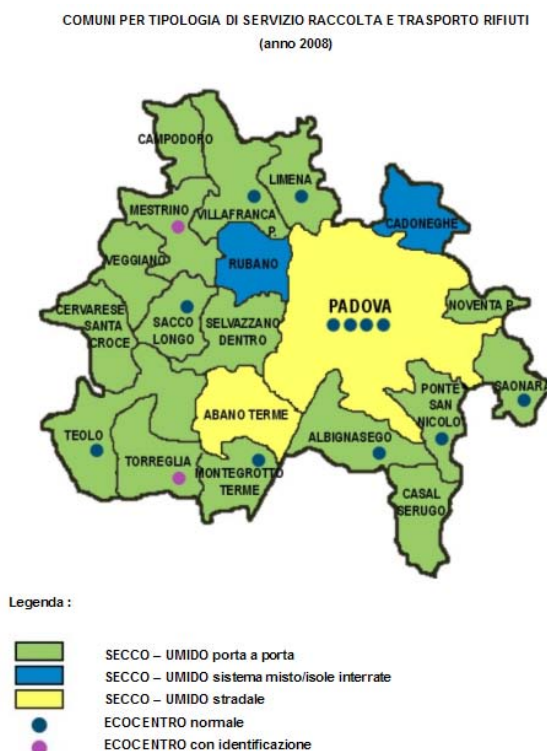 COMUNI PER TIPOLOGIA DI SERVIZIO RACCOLTA E TRASPORTO RIFIUTI
(anno 2008)
CAMPODORO
LIMENA
MESTRINO
VILLAFRANCA
P.
CADONEGHE
VEGGIANO
RUBANO
CERVARESE
SANTA
CROCE
SACCO
LONGO
SELVAZZANO
DENTRO
PADOVA
NOVENTA P.
SAONARA
PONTE
SAN
NICOLO'
ABANO TERME
ALBIGNASEGO
TEOLO
TORREGLIA
MONTEGROTTO
TERME
CASAL
SERUGO
Legenda :
SECCO – UMIDO porta a porta
SECCO – UMIDO sistema misto/isole interrate
SECCO – UMIDO stradale
ECOCENTRO normale
ECOCENTRO con identificazione